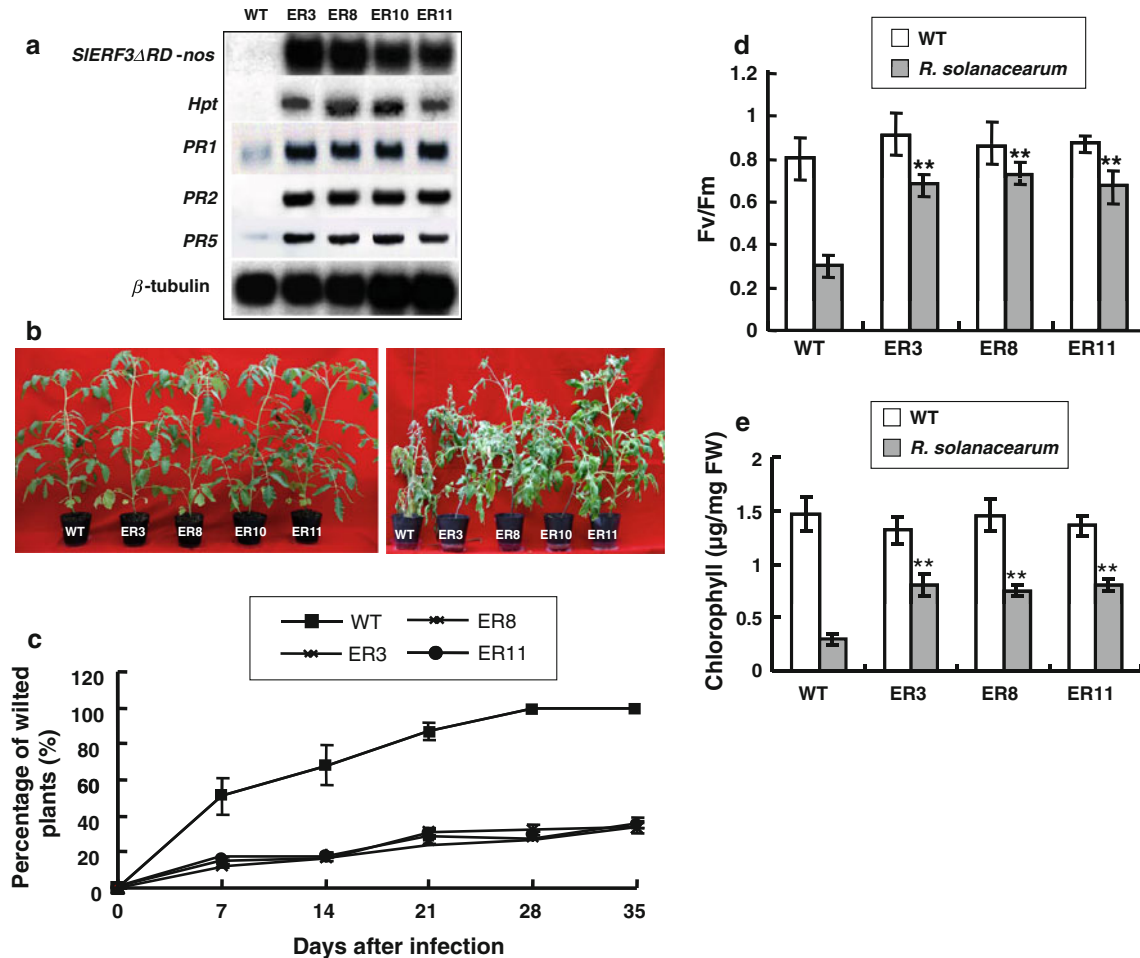 a
WT ER3 ER8 ER10 ER11
SlERF3ΔRD -nos
Hpt
PR1
PR2
PR5
β-tubulin
b
WT ER3 ER8 ER10 ER11
WT ER3 ER8 ER10 ER11
c
WT ER8
ER3 ER11
Percentage of wilted plants (%)
120
100
80
60
40
20
0
0 7 14 21 28 35
Days after infection
d
WT
R. solanacearum
Fv/Fm
1.2
1
0.8
0.6
0.4
0.2
0
** ** **
WT ER3 ER8 ER11
e
WT
R. solanacearum
Chlorophyll (μg/mg FW)
2
1.5
1
0.5
0
** ** **
WT ER3 ER8 ER11